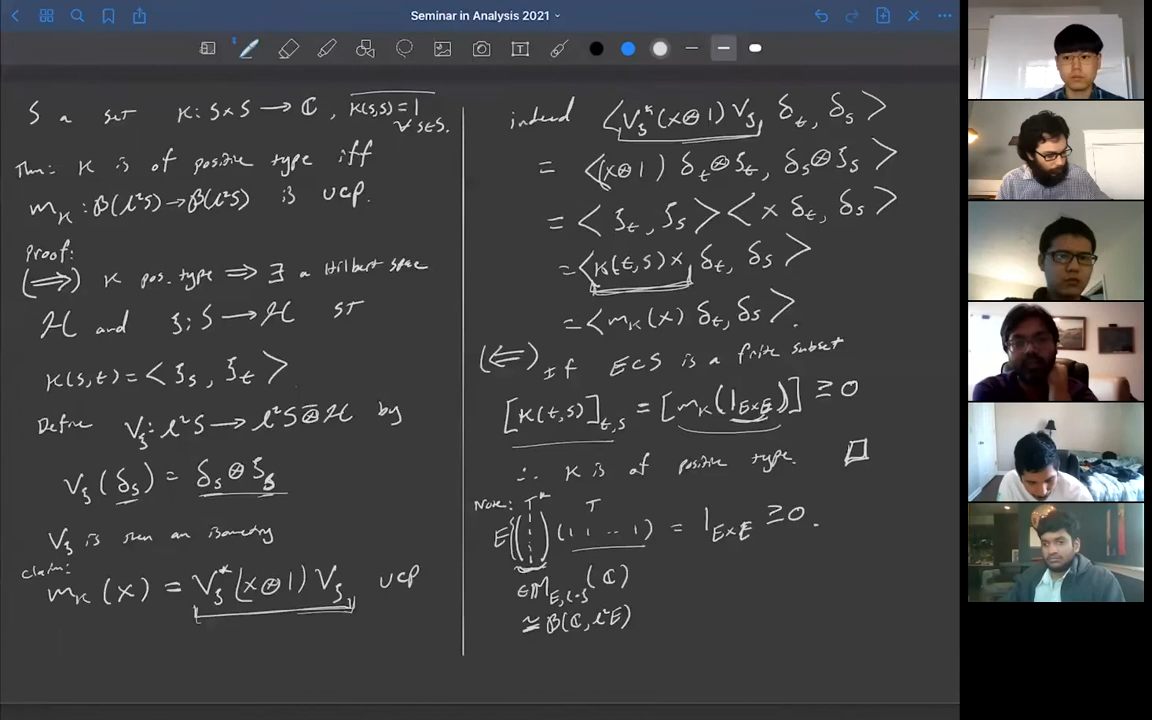 Seminar in Analysis 2021
S a set K: S×S → ℂ, K(s,s)=1
∀ s∈S.
Thm: K is of positive type iff
m_K : B(ℓ²S) → B(ℓ²S) is ucp.
Proof:
(⟹) K pos. type ⟹ ∃ a Hilbert space
ℋ and ξ: S → ℋ st
K(s,t) = ⟨ξ_s, ξ_t⟩.
Define V_ξ: ℓ²S → ℓ²S ⊗̄ ℋ by
V_ξ(δ_s) = δ_s ⊗ ξ_s
V_ξ is then an isometry
claim:
m_K(x) = V_ξ*(x⊗1)V_ξ ucp
indeed ⟨V_ξ*(x⊗1)V_ξ δ_t, δ_s⟩
= ⟨(x⊗1) δ_t⊗ξ_t, δ_s⊗ξ_s⟩
= ⟨ξ_t, ξ_s⟩⟨x δ_t, δ_s⟩
= ⟨K(t,s)x, δ_t, δ_s⟩
= ⟨m_K(x) δ_t, δ_s⟩.
(⟸) If E⊂S is a finite subset
[K(t,s)]_{t,s} = [m_K(1_{E×E})] ≥ 0
∴ K is of positive type. □
Note: T* T
E{( ¦ )(1 1 ... 1) = 1_{E×E} ≥ 0.
∈ 𝕄_{E,{·}}(ℂ)
≅ B(ℂ, ℓ²E)